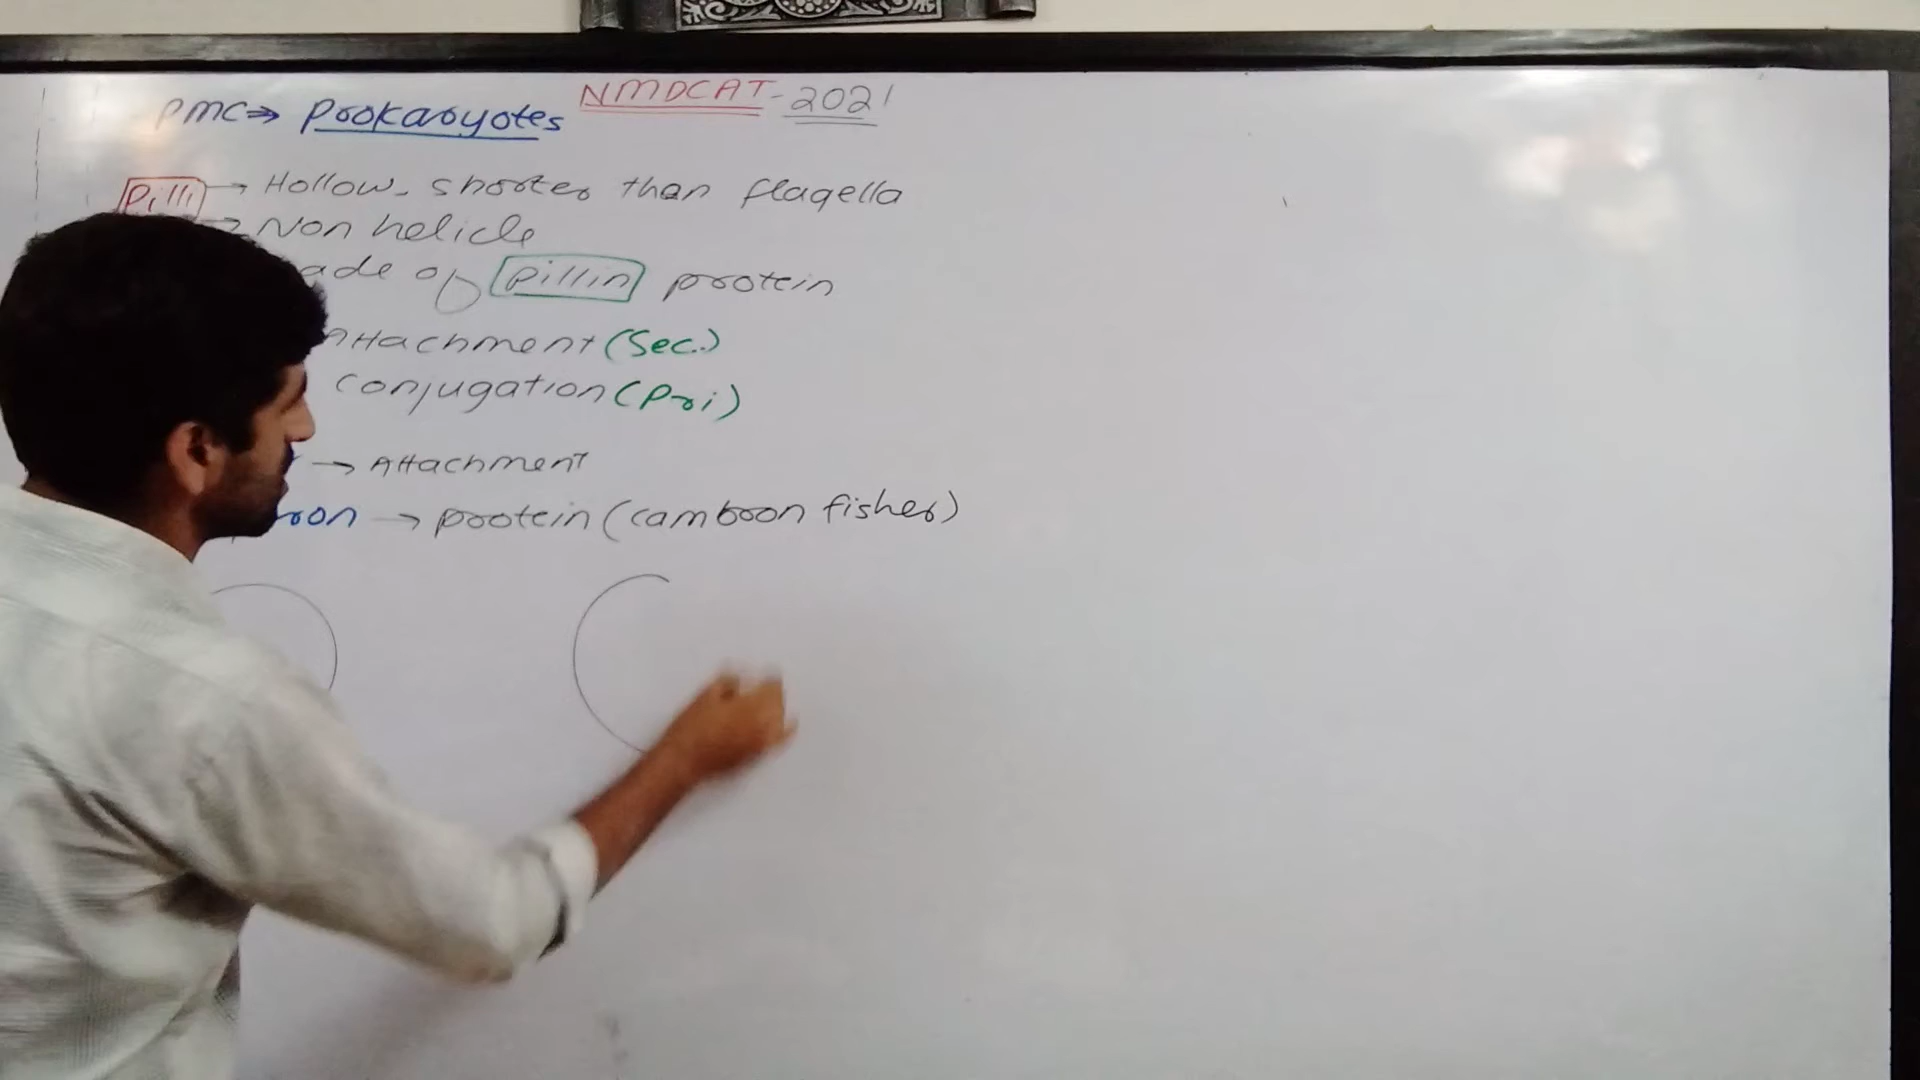 PMC⇒ Prokaryotes NMDCAT-2021
Pilli → Hollow, shorter than flagella
→ Non helicle
ade of pillin protein
Attachment (Sec.)
conjugation (Pri)
→ Attachment
ron → protein (cambron fisher)